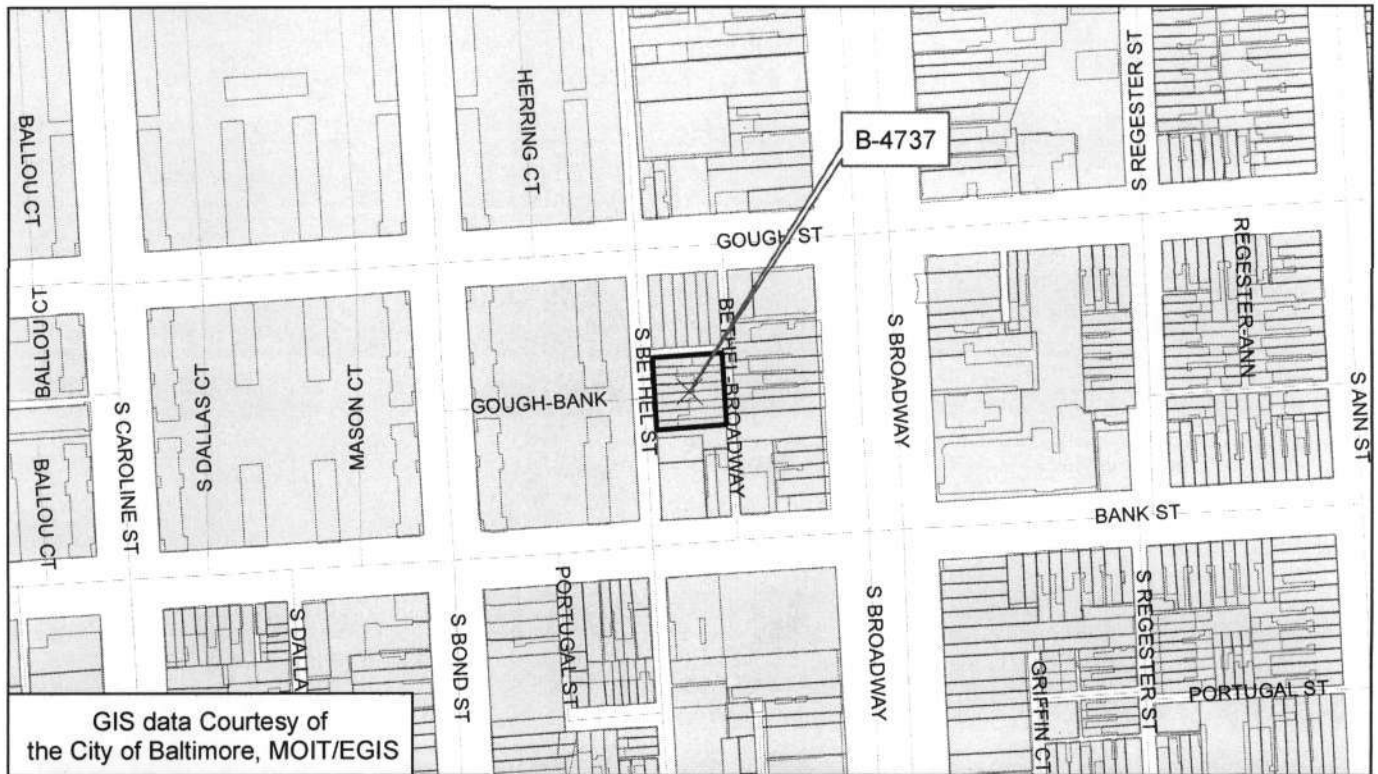 BALLOU CT
HERRING CT
S REGESTER ST
B-4737
GOUGH ST
BALLOU CT
S CAROLINE ST
S DALLAS CT
MASON CT
GOUGH-BANK
S BETHEL ST
BETHEL-BROADWAY
S BROADWAY
REGESTER-ANN
S ANN ST
BALLOU CT
BANK ST
S DALLA
S BOND ST
PORTUGAL ST
S BROADWAY
GRIFFIN CT
S REGESTER ST
PORTUGAL ST
GIS data Courtesy of
the City of Baltimore, MOIT/EGIS